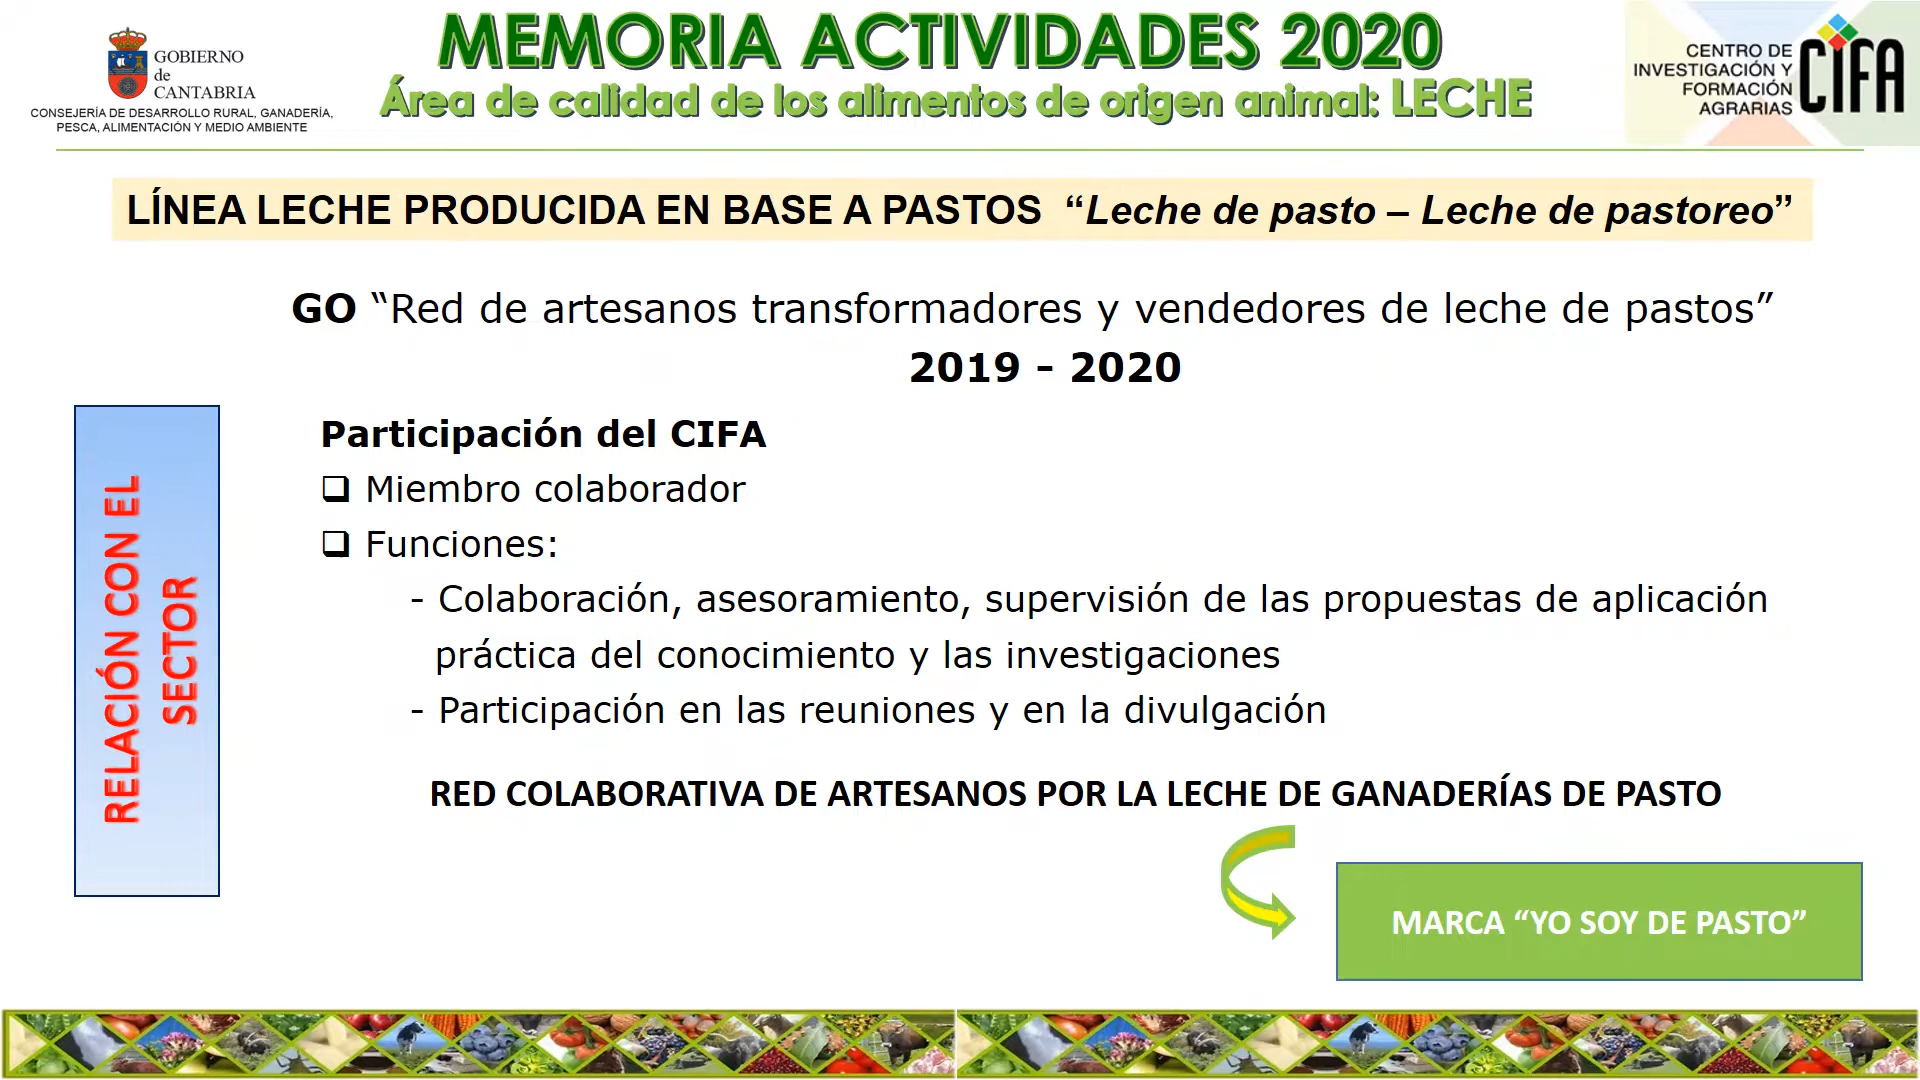 GOBIERNO
de
CANTABRIA
CONSEJERÍA DE DESARROLLO RURAL, GANADERÍA,
PESCA, ALIMENTACIÓN Y MEDIO AMBIENTE
MEMORIA ACTIVIDADES 2020
Área de calidad de los alimentos de origen animal: LECHE
CENTRO DE
INVESTIGACIÓN Y
FORMACIÓN
AGRARIAS
CIFA
LÍNEA LECHE PRODUCIDA EN BASE A PASTOS “Leche de pasto – Leche de pastoreo”
GO “Red de artesanos transformadores y vendedores de leche de pastos”
2019 - 2020
RELACIÓN CON EL
SECTOR
Participación del CIFA
❑ Miembro colaborador
❑ Funciones:
- Colaboración, asesoramiento, supervisión de las propuestas de aplicación
práctica del conocimiento y las investigaciones
- Participación en las reuniones y en la divulgación
RED COLABORATIVA DE ARTESANOS POR LA LECHE DE GANADERÍAS DE PASTO
MARCA “YO SOY DE PASTO”